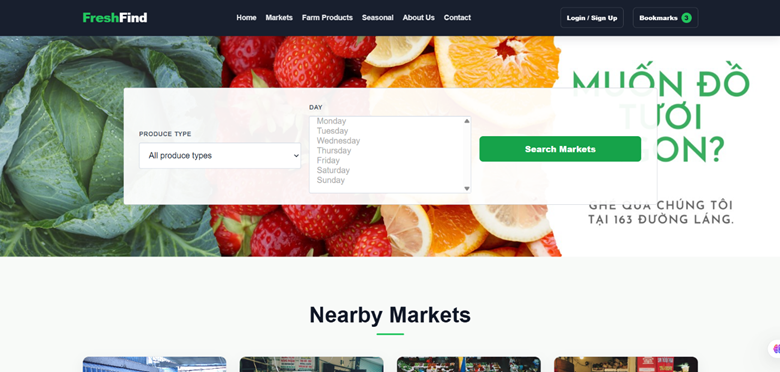 FreshFind
Home Markets Farm Products Seasonal About Us Contact
Login / Sign Up
Bookmarks 3
MUỐN ĐỒ
TƯƠI
DAY
Monday
Tuesday
Wednesday
Thursday
Friday
Saturday
Sunday
PRODUCE TYPE
All produce types
Search Markets
GHÉ QUA CHÚNG TÔI
TẠI 163 ĐƯỜNG LÁNG.
Nearby Markets